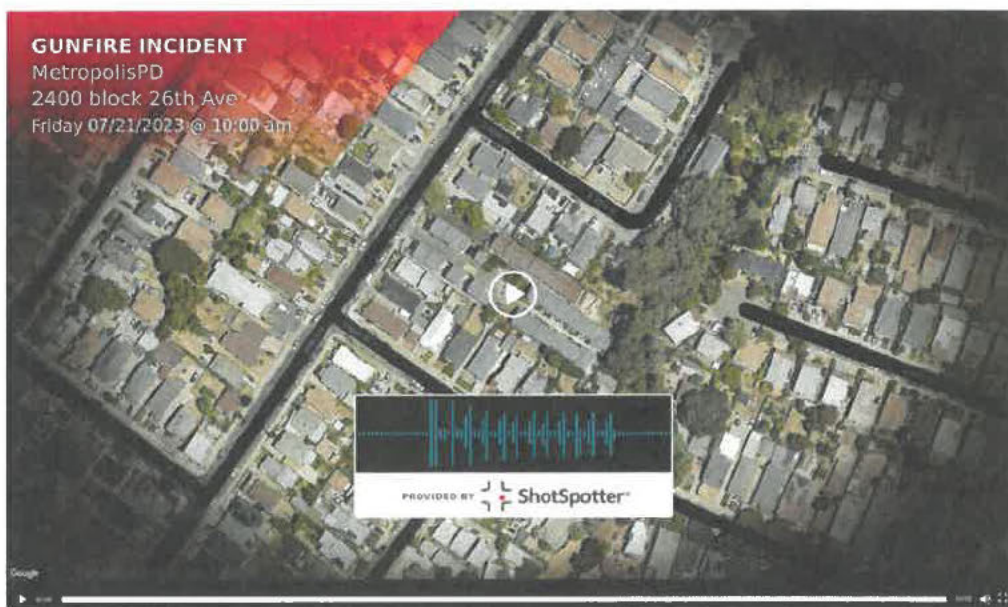 GUNFIRE INCIDENT
MetropolisPD
2400 block 26th Ave
Friday 07/21/2023 @ 10:00 am
PROVIDED BY ShotSpotter
Google